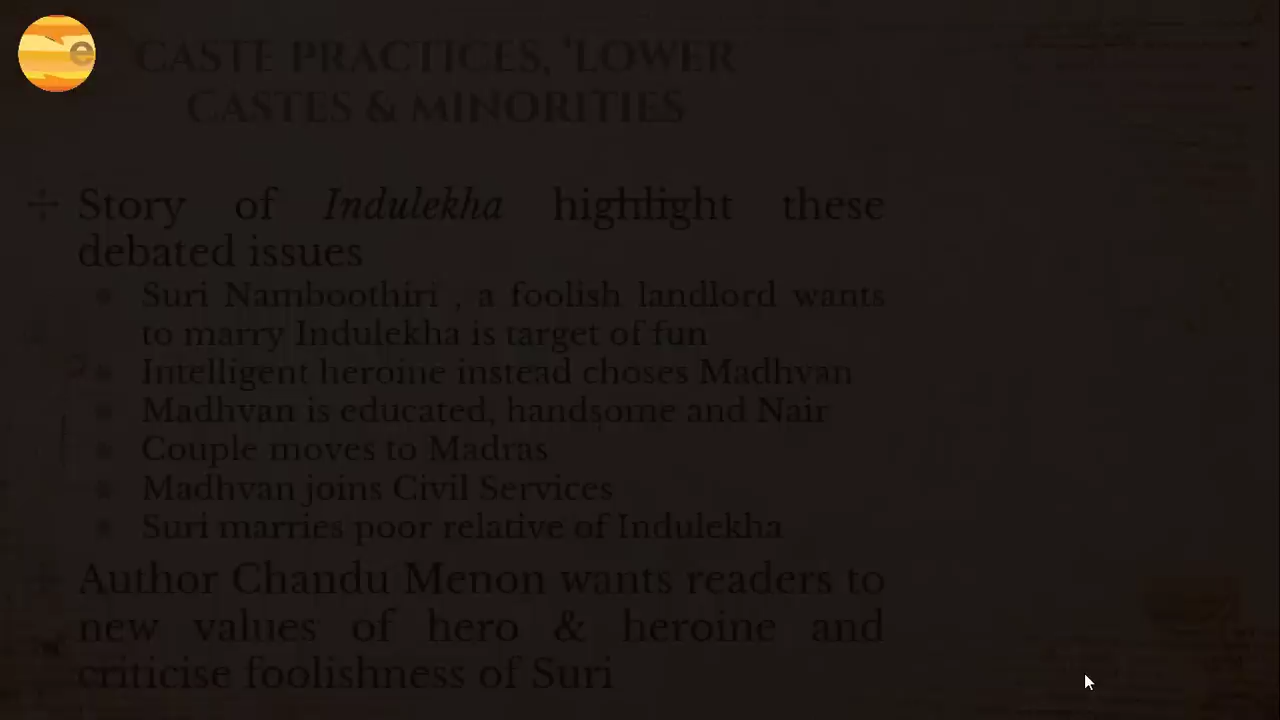 e
'CASTE PRACTICES, 'LOWER
CASTES & MINORITIES
Story of Indulekha highlight these
debated issues
Suri Namboothiri , a foolish landlord wants
to marry Indulekha is target of fun
Intelligent heroine instead choses Madhvan
Madhvan is educated, handsome and Nair
Couple moves to Madras
Madhvan joins Civil Services
Suri marries poor relative of Indulekha
Author Chandu Menon wants readers to
new values of hero & heroine and
criticise foolishness of Suri